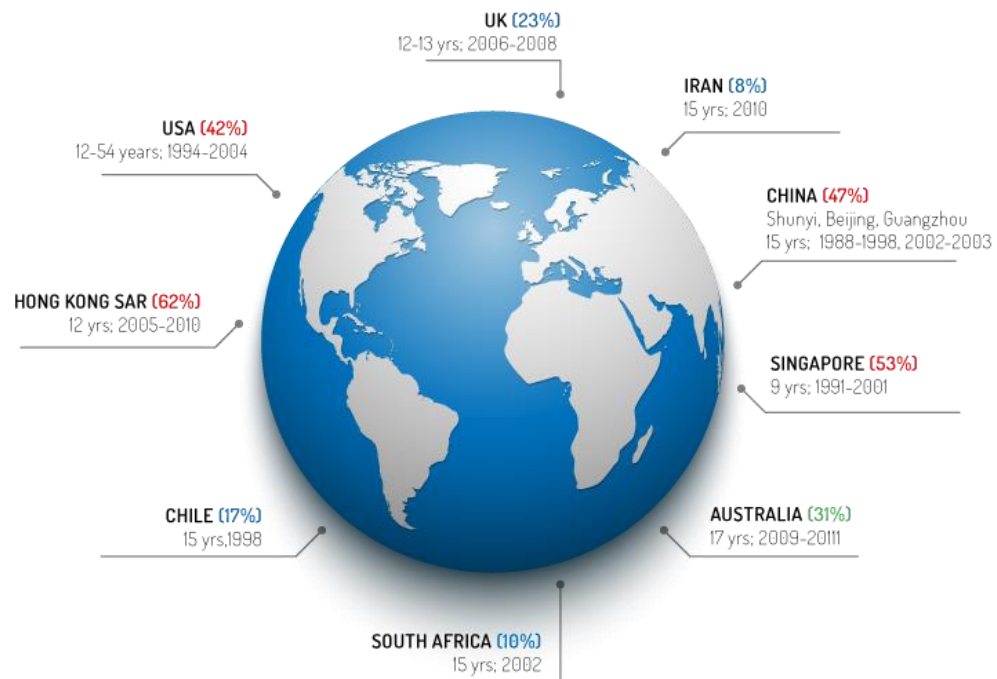 UK (23%)
12-13 yrs; 2006-2008
IRAN (8%)
15 yrs; 2010
USA (42%)
12-54 years; 1994-2004
CHINA (47%)
Shunyi, Beijing, Guangzhou
15 yrs;  1988-1998, 2002-2003
HONG KONG SAR (62%)
12 yrs; 2005-2010
SINGAPORE (53%)
9 yrs; 1991-2001
CHILE (17%)
15 yrs,1998
AUSTRALIA (31%)
17 yrs; 2009-20111
SOUTH AFRICA (10%)
15 yrs; 2002